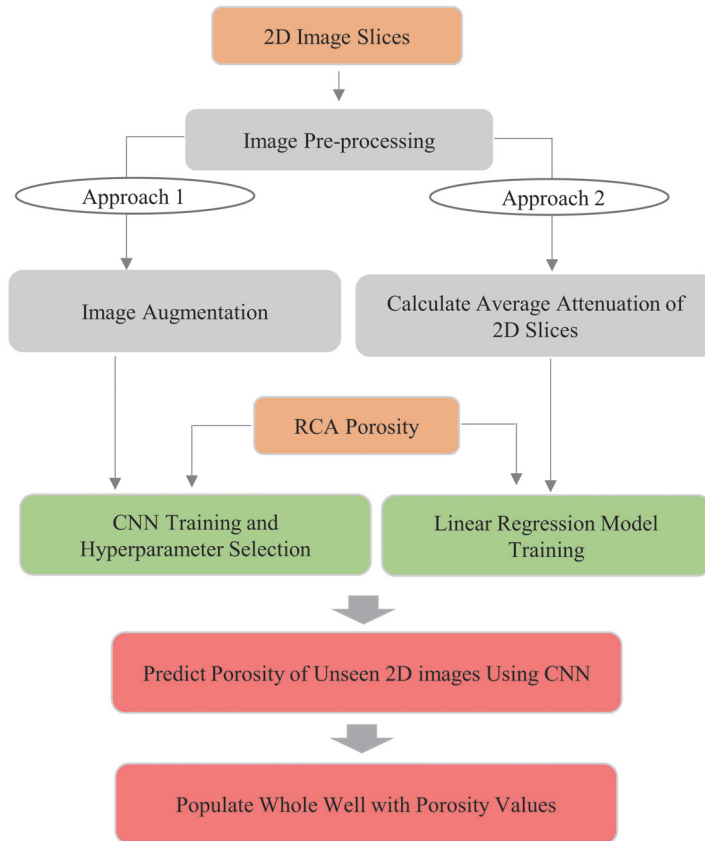 2D Image Slices
Image Pre-processing
Approach 1
Approach 2
Image Augmentation
Calculate Average Attenuation of
2D Slices
RCA Porosity
CNN Training and
Hyperparameter Selection
Linear Regression Model
Training
Predict Porosity of Unseen 2D images Using CNN
Populate Whole Well with Porosity Values